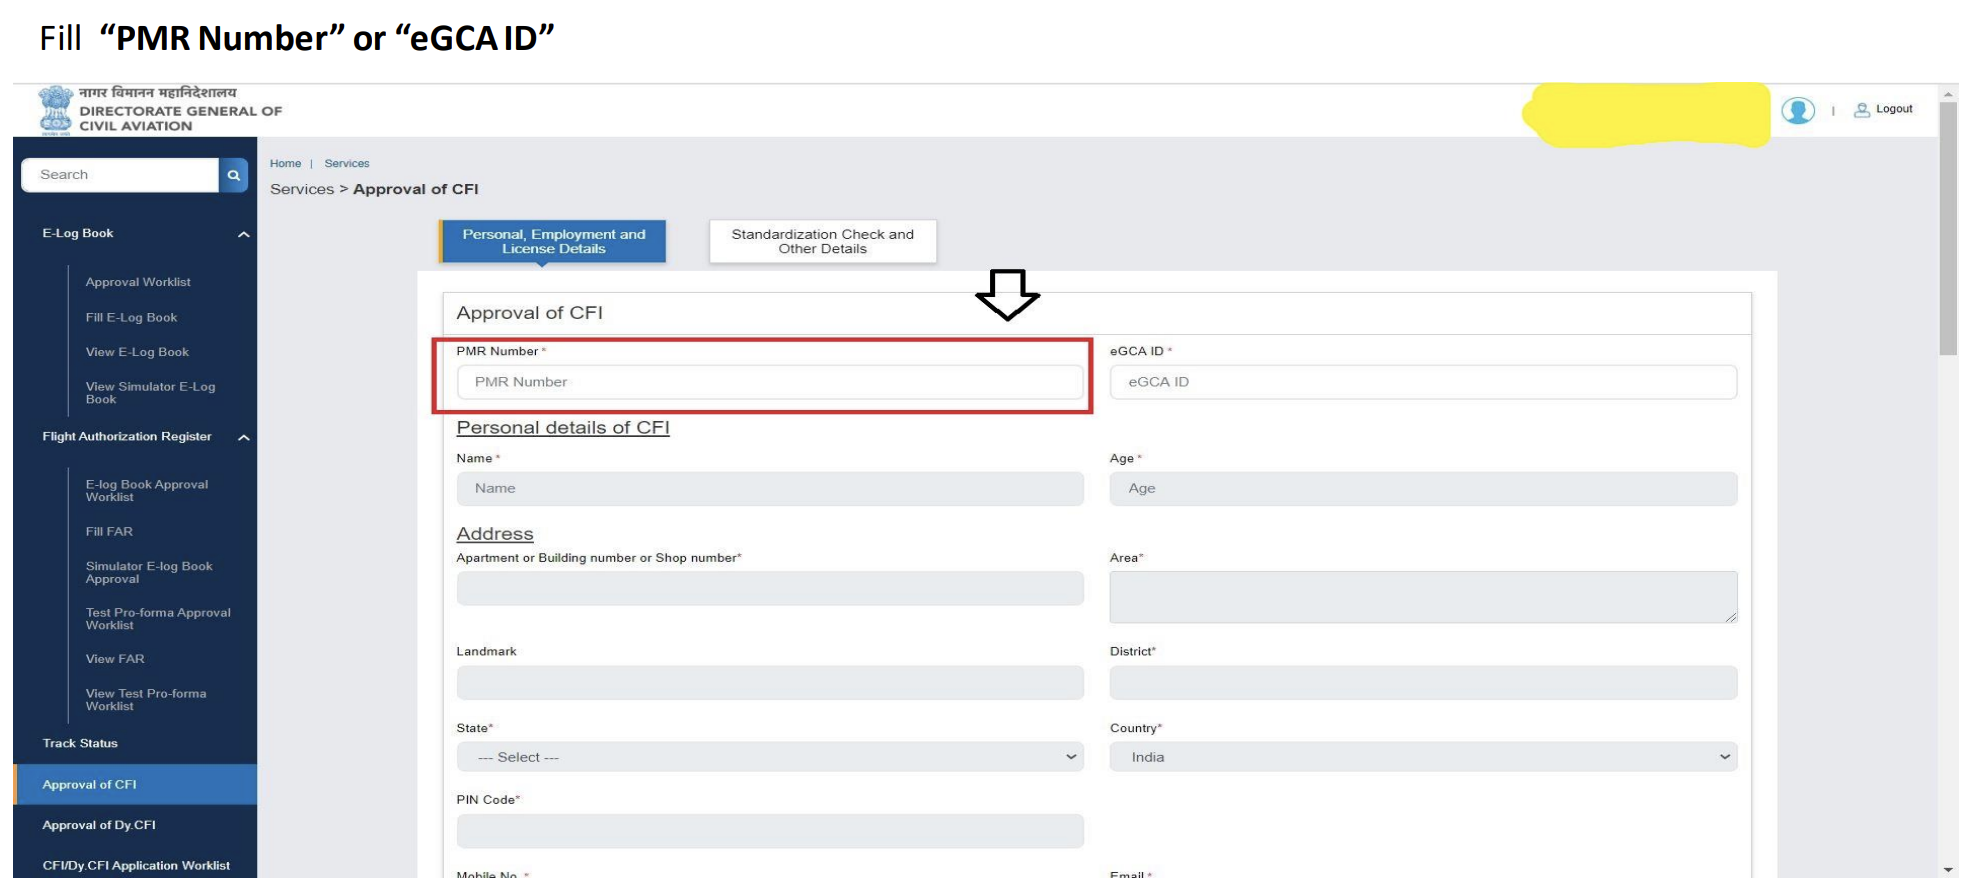 Fill “PMR Number” or “eGCA ID”
नागर विमानन महानिदेशालय
DIRECTORATE GENERAL OF
CIVIL AVIATION
Logout
Search
Home | Services
Services > Approval of CFI
E-Log Book
Approval Worklist
Fill E-Log Book
View E-Log Book
View Simulator E-Log
Book
Flight Authorization Register
E-log Book Approval
Worklist
Fill FAR
Simulator E-log Book
Approval
Test Pro-forma Approval
Worklist
View FAR
View Test Pro-forma
Worklist
Track Status
Approval of CFI
Approval of Dy.CFI
CFI/Dy.CFI Application Worklist
Personal, Employment and
License Details
Standardization Check and
Other Details
Approval of CFI
PMR Number *
eGCA ID *
PMR Number
eGCA ID
Personal details of CFI
Name *
Age *
Name
Age
Address
Apartment or Building number or Shop number*
Area*
Landmark
District*
State*
Country*
--- Select ---
India
PIN Code*
Mobile No. *
Email *